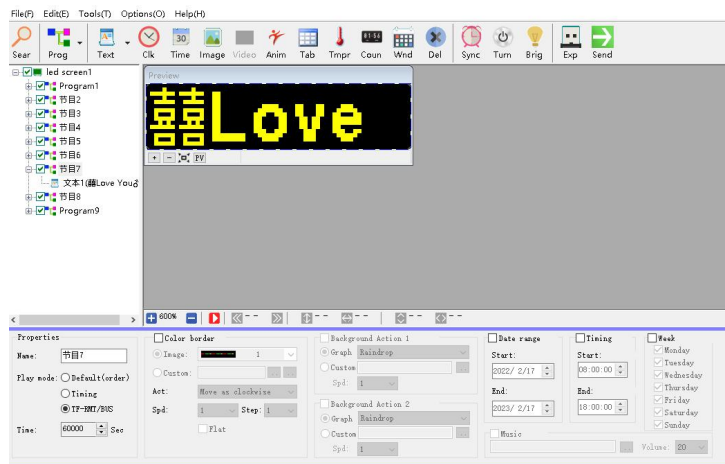 File(F) Edit(E) Tools(T) Options(O) Help(H)
30 01:56
Sear Prog Text Clk Time Image Video Anim Tab Tmpr Coun Wnd Del Sync Turn Brig Exp Send
led screen1
Program1
节目2
节目3
节目4
节目5
节目6
节目7
文本1(囍Love You
节目8
Program9
Preview
囍Love
+ - PV
600% -- -- -- -- --
Properties
Name: 节目7
Play mode: Default(order)
Timing
TF-RMT/BUS
Time: 60000 Sec
Color border
Image: 1
Custom: ... ...
Act: Move as clockwise
Spd: 1 Step: 1
Flat
Background Action 1
Graph Raindrop
Custom ...
Spd: 1
Background Action 2
Graph Raindrop
Custom ...
Spd: 1
Date range
Start:
2022/ 2/17
End:
2023/ 2/17
Timing
Start:
08:00:00
End:
18:00:00
Week
Monday
Tuesday
Wednesday
Thursday
Friday
Saturday
Sunday
Music
... Volume: 20